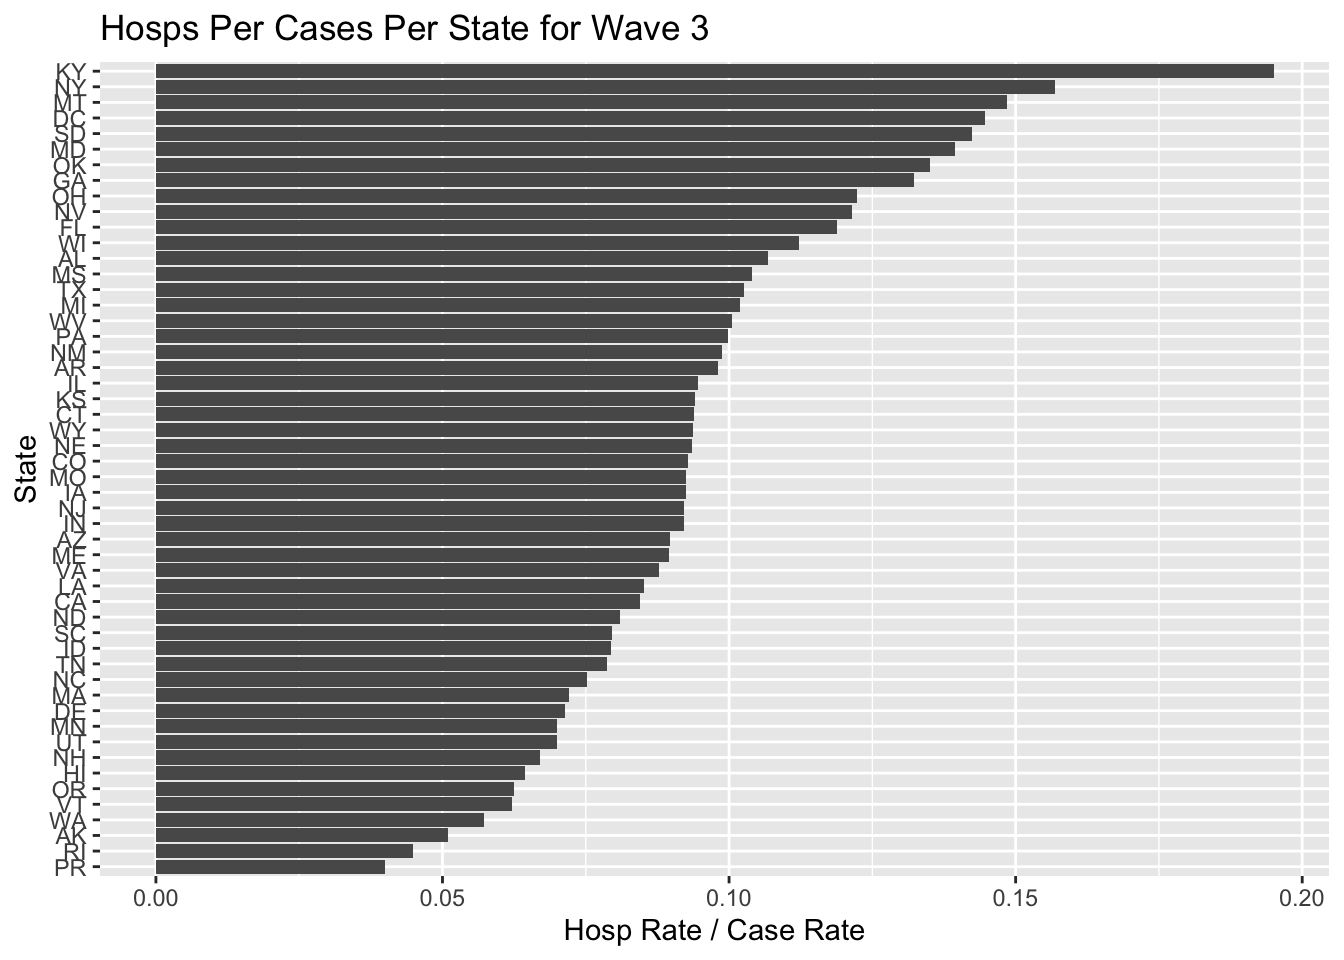 Hosps Per Cases Per State for Wave 3
KY
NY
MT
DC
SD
MD
OK
GA
OH
NV
FL
WI
AL
MS
TX
MI
WV
PA
NM
AR
IL
KS
CT
WY
NE
CO
MO
IA
NJ
IN
AZ
ME
VA
LA
CA
ND
SC
ID
TN
NC
MA
DE
MN
UT
NH
HI
OR
VT
WA
AK
RI
PR
State
0.00 0.05 0.10 0.15 0.20
Hosp Rate / Case Rate